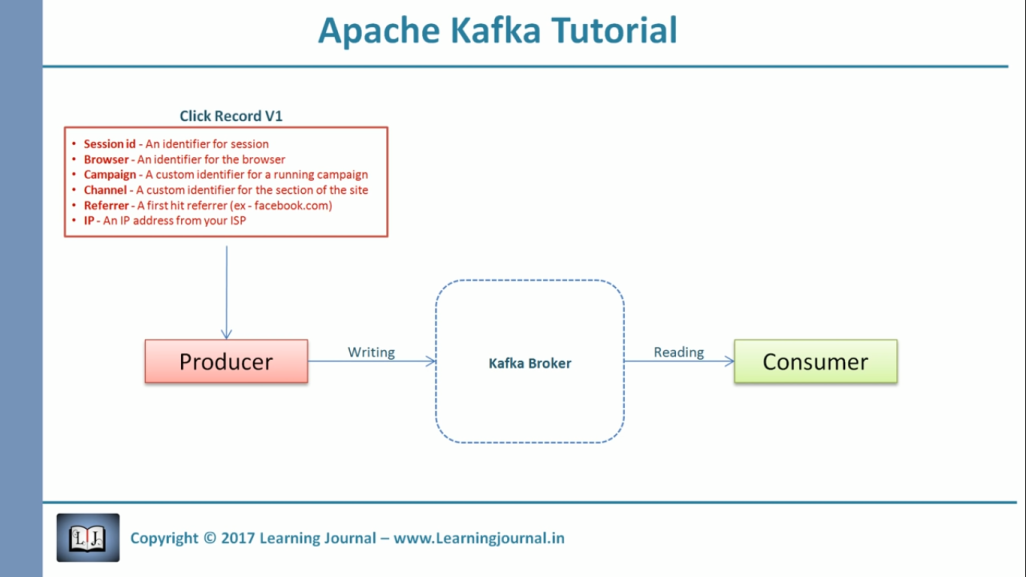 Apache Kafka Tutorial
Click Record V1
• Session id - An identifier for session
• Browser - An identifier for the browser
• Campaign - A custom identifier for a running campaign
• Channel - A custom identifier for the section of the site
• Referrer - A first hit referrer (ex - facebook.com)
• IP - An IP address from your ISP
Producer
Writing
Kafka Broker
Reading
Consumer
LJ
Copyright © 2017 Learning Journal – www.Learningjournal.in